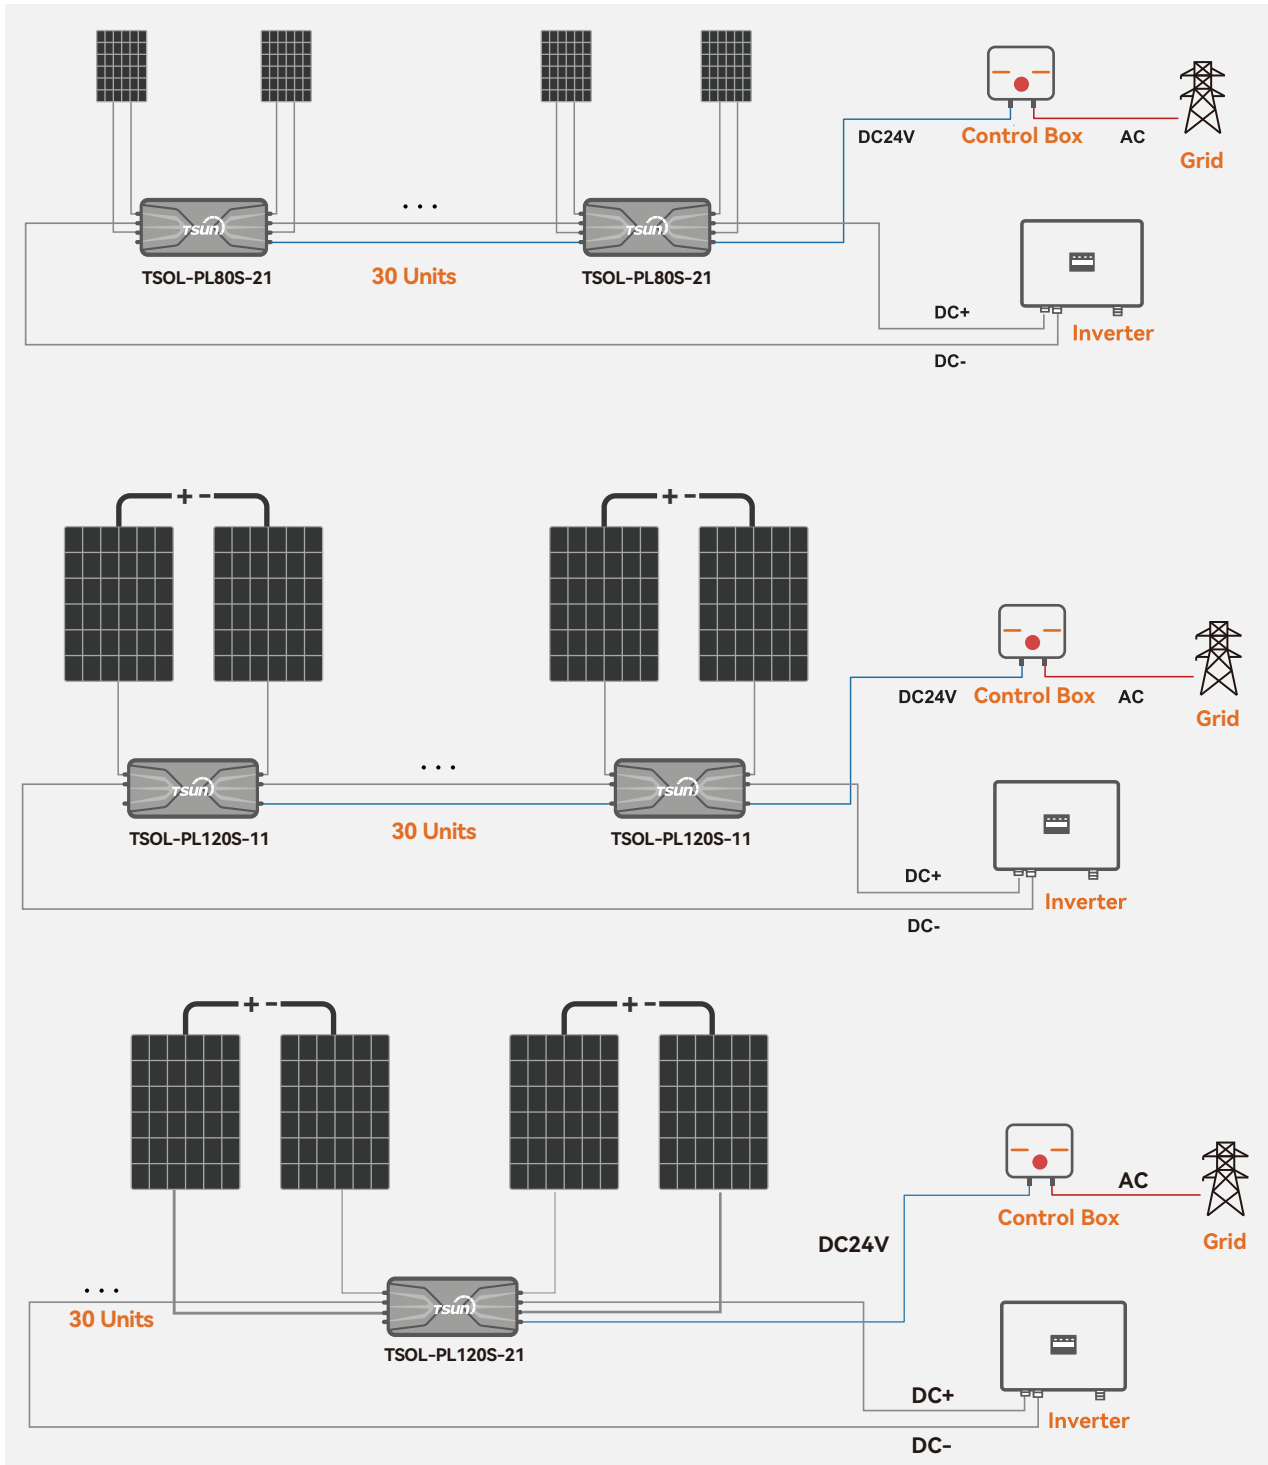 DC24V
Control Box
AC
Grid
• • •
TSUN
TSUN
TSOL-PL80S-21
30 Units
TSOL-PL80S-21
DC+
Inverter
DC-
+ -
+ -
DC24V
Control Box
AC
Grid
• • •
TSUN
TSUN
TSOL-PL120S-11
30 Units
TSOL-PL120S-11
DC+
Inverter
DC-
+ -
+ -
AC
Control Box
DC24V
Grid
• • •
30 Units
TSUN
TSOL-PL120S-21
DC+
Inverter
DC-